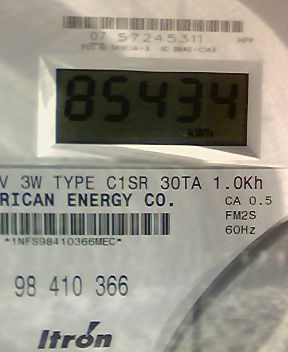 07 57245311 HPP
85434
kWh
V 3W TYPE C1SR 30TA 1.0Kh
RICAN ENERGY CO. CA 0.5
FM2S
*1NFS98410366MEC* 60Hz
98 410 366
Itron